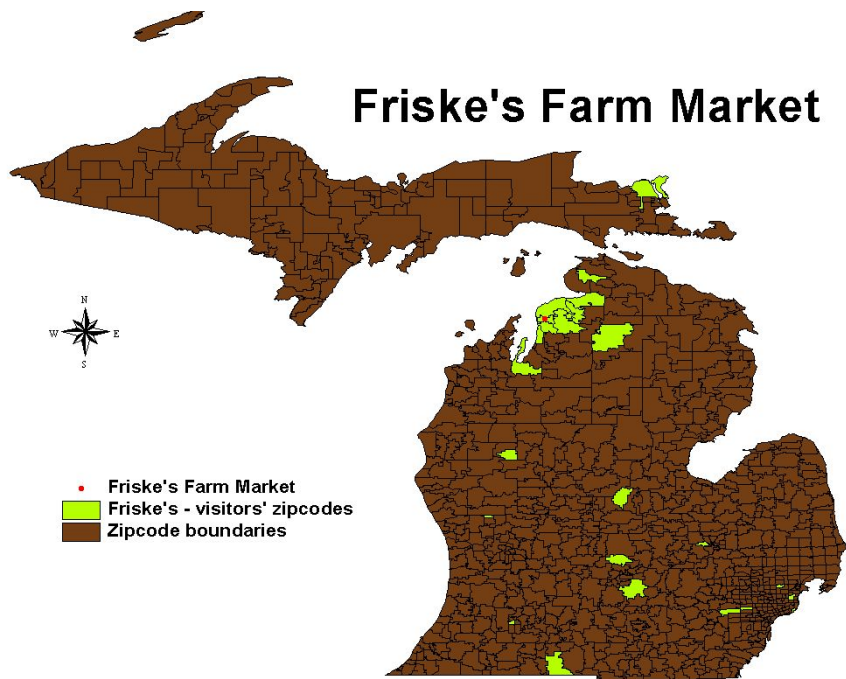 Friske's Farm Market
N
W E
S
Friske's Farm Market
Friske's - visitors' zipcodes
Zipcode boundaries